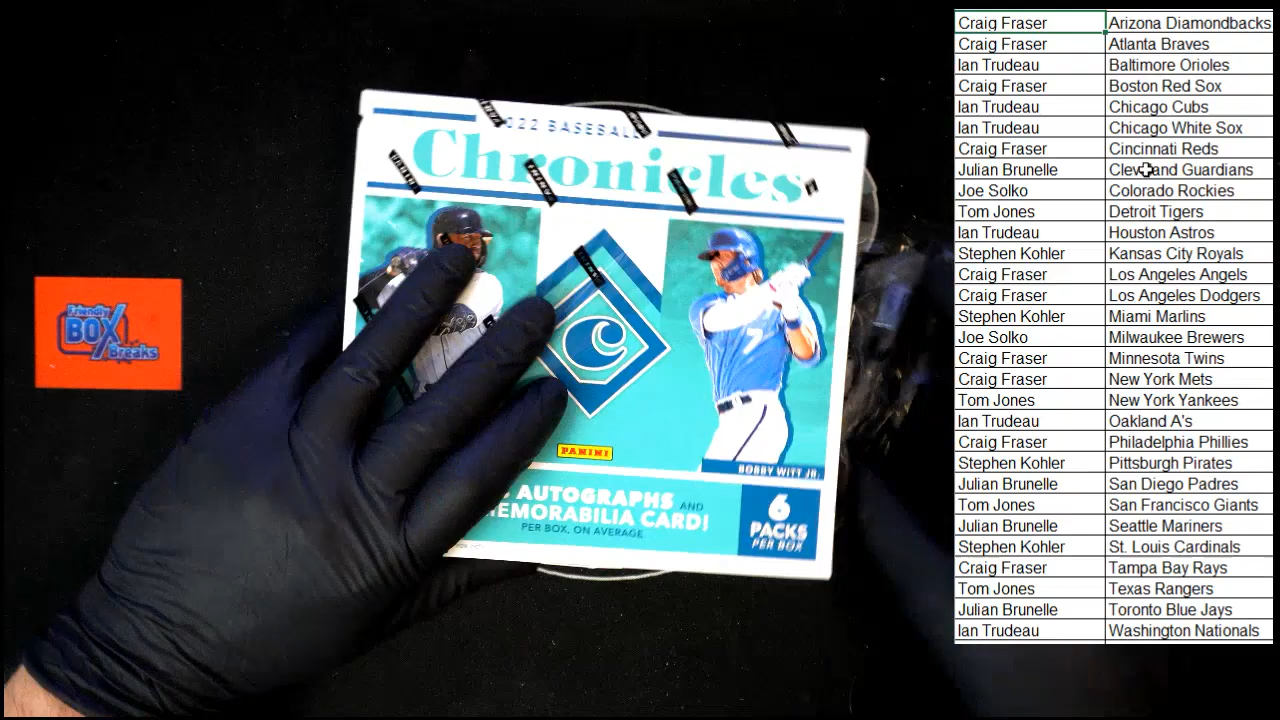 Friendly
BOX
Breaks
2022 BASEBALL
Chronicles
7
C
PANINI
BOBBY WITT JR.
AUTOGRAPHS AND
MEMORABILIA CARD!
PER BOX, ON AVERAGE
6
PACKS
PER BOX
Craig Fraser Arizona Diamondbacks
Craig Fraser Atlanta Braves
Ian Trudeau Baltimore Orioles
Craig Fraser Boston Red Sox
Ian Trudeau Chicago Cubs
Ian Trudeau Chicago White Sox
Craig Fraser Cincinnati Reds
Julian Brunelle Cleveland Guardians
Joe Solko Colorado Rockies
Tom Jones Detroit Tigers
Ian Trudeau Houston Astros
Stephen Kohler Kansas City Royals
Craig Fraser Los Angeles Angels
Craig Fraser Los Angeles Dodgers
Stephen Kohler Miami Marlins
Joe Solko Milwaukee Brewers
Craig Fraser Minnesota Twins
Craig Fraser New York Mets
Tom Jones New York Yankees
Ian Trudeau Oakland A's
Craig Fraser Philadelphia Phillies
Stephen Kohler Pittsburgh Pirates
Julian Brunelle San Diego Padres
Tom Jones San Francisco Giants
Julian Brunelle Seattle Mariners
Stephen Kohler St. Louis Cardinals
Craig Fraser Tampa Bay Rays
Tom Jones Texas Rangers
Julian Brunelle Toronto Blue Jays
Ian Trudeau Washington Nationals